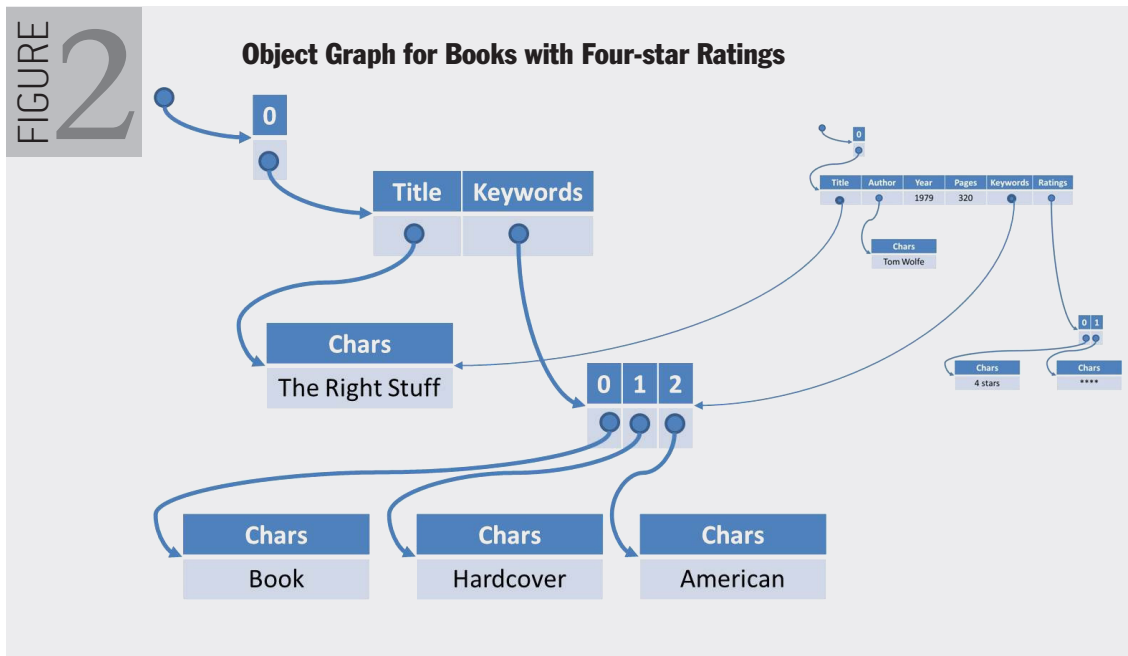 FIGURE 2
Object Graph for Books with Four-star Ratings
0
Title Keywords
Chars
The Right Stuff
0 1 2
Chars
Book
Chars
Hardcover
Chars
American
0
Title Author Year Pages Keywords Ratings
1979 320
Chars
Tom Wolfe
0 1
Chars
4 stars
Chars
****